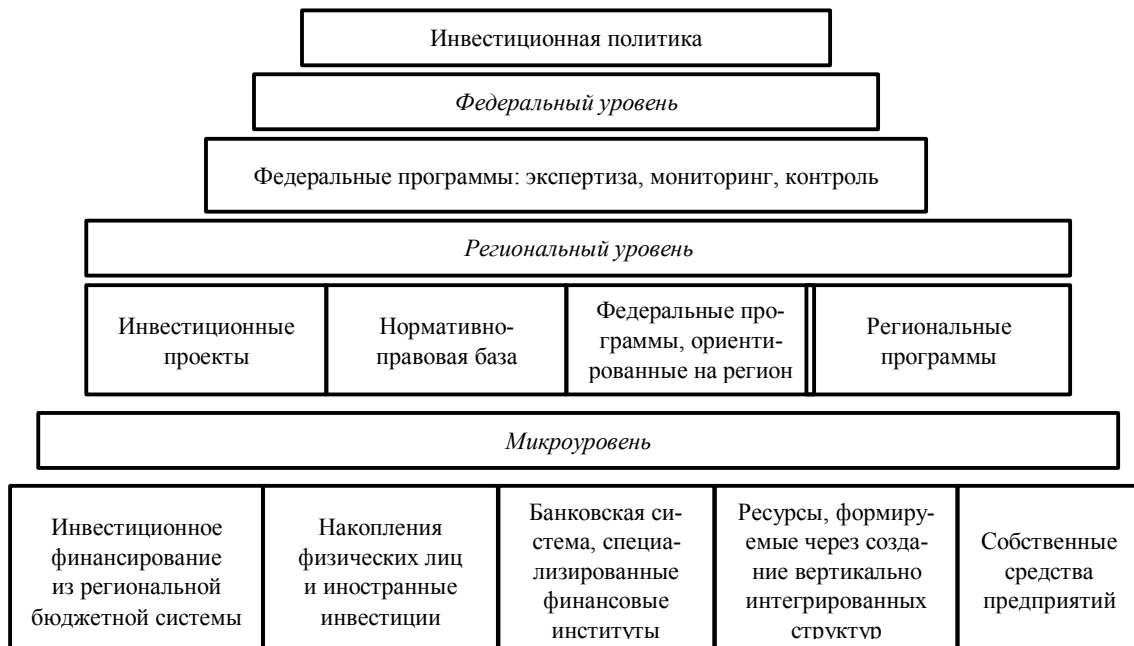 Инвестиционная политика
Федеральный уровень
Федеральные программы: экспертиза, мониторинг, контроль
Региональный уровень
Инвестиционные
проекты
Нормативно-
правовая база
Федеральные про-
граммы, ориенти-
рованные на регион
Региональные
программы
Микроуровень
Инвестиционное
финансирование
из региональной
бюджетной системы
Накопления
физических лиц
и иностранные
инвестиции
Банковская си-
стема, специа-
лизированные
финансовые
институты
Ресурсы, формиру-
емые через созда-
ние вертикально
интегрированных
структур
Собственные
средства
предприятий